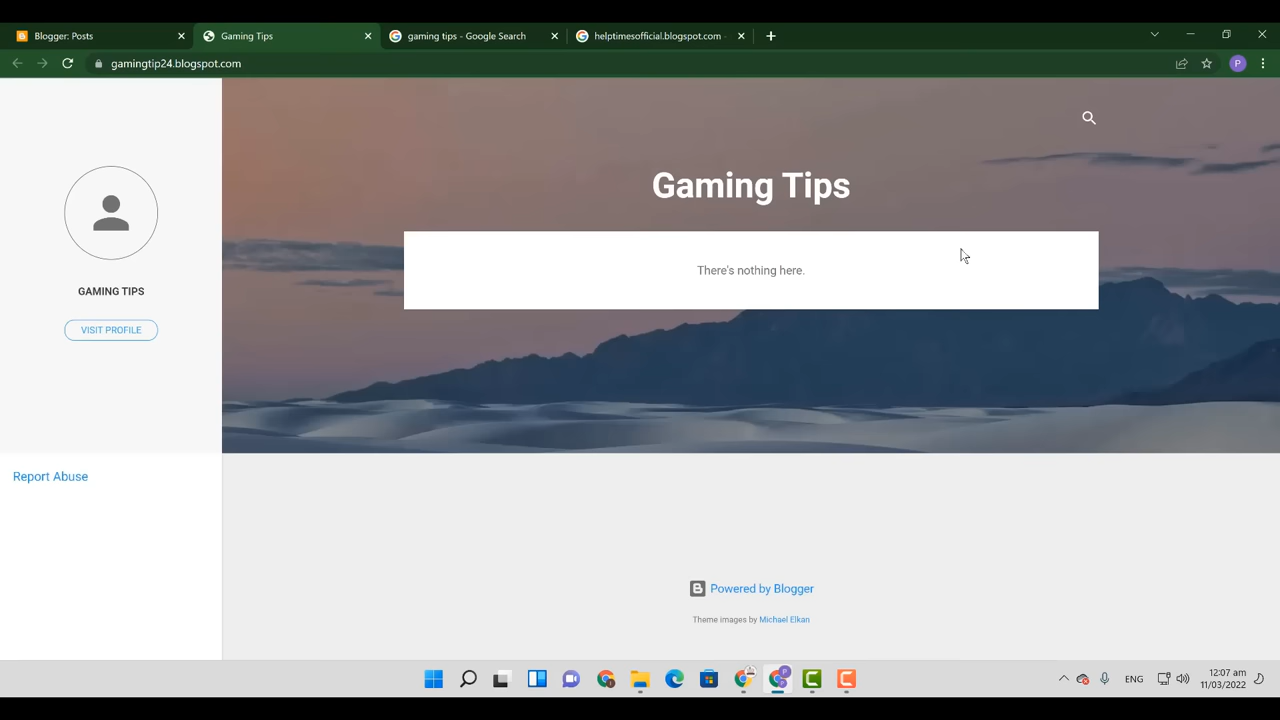 Blogger: Posts
Gaming Tips
gaming tips - Google Search
helptimesofficial.blogspot.com -
gamingtip24.blogspot.com
P
Gaming Tips
There's nothing here.
GAMING TIPS
VISIT PROFILE
Report Abuse
Powered by Blogger
Theme images by Michael Elkan
ENG
12:07 am
11/03/2022